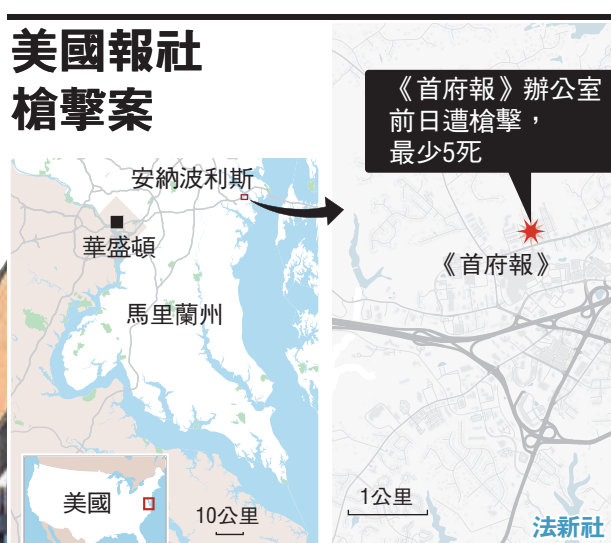 美國報社
槍擊案
安納波利斯
華盛頓
馬里蘭州
美國
10公里
《首府報》辦公室
前日遭槍擊，
最少5死
《首府報》
1公里
法新社